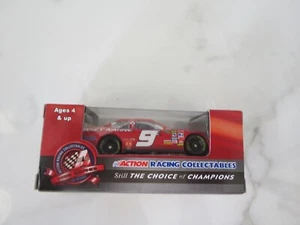 Ages 4
& up
9
ACTION RACING COLLECTABLES
Still THE CHOICE of CHAMPIONS